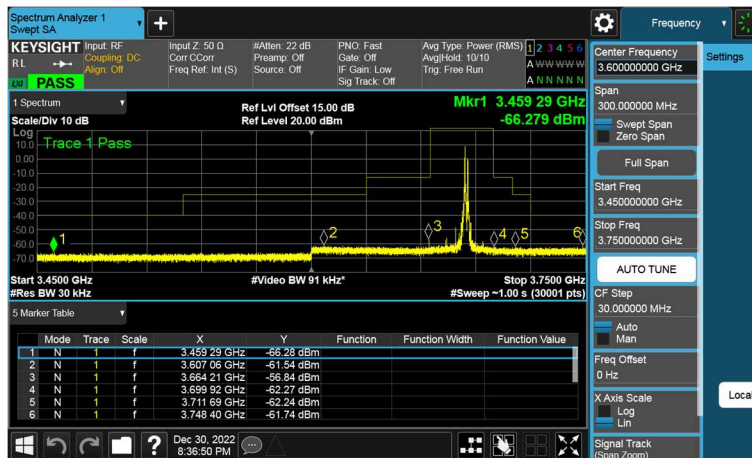 Spectrum Analyzer 1
Swept SA
Frequency
KEYSIGHT
RL
PASS
Input: RF
Coupling: DC
Align: Off
Input Z: 50 Ω
Corr CCorr
Freq Ref: Int (S)
#Atten: 22 dB
Preamp: Off
Source: Off
PNO: Fast
Gate: Off
IF Gain: Low
Sig Track: Off
Avg Type: Power (RMS)
Avg|Hold: 10/10
Trig: Free Run
1 2 3 4 5 6
A W W W W W
A N N N N N
1 Spectrum
Scale/Div 10 dB
Ref Lvl Offset 15.00 dB
Ref Level 20.00 dBm
Mkr1 3.459 29 GHz
-66.279 dBm
Log
Trace 1 Pass
10.0
0.00
-10.0
-20.0
-30.0
-40.0
-50.0
-60.0
-70.0
1
2
3
4
5
6
Start 3.4500 GHz
#Res BW 30 kHz
#Video BW 91 kHz*
Stop 3.7500 GHz
#Sweep ~1.00 s (30001 pts)
5 Marker Table
Mode Trace Scale X Y Function Function Width Function Value
1 N 1 f 3.459 29 GHz -66.28 dBm
2 N 1 f 3.607 06 GHz -61.54 dBm
3 N 1 f 3.664 21 GHz -56.84 dBm
4 N 1 f 3.699 92 GHz -62.27 dBm
5 N 1 f 3.711 69 GHz -62.24 dBm
6 N 1 f 3.748 40 GHz -61.74 dBm
Dec 30, 2022
8:36:50 PM
Center Frequency
3.600000000 GHz
Settings
Span
300.000000 MHz
Swept Span
Zero Span
Full Span
Start Freq
3.450000000 GHz
Stop Freq
3.750000000 GHz
AUTO TUNE
CF Step
30.000000 MHz
Auto
Man
Freq Offset
0 Hz
X Axis Scale
Log
Lin
Local
Signal Track
(Span Zoom)